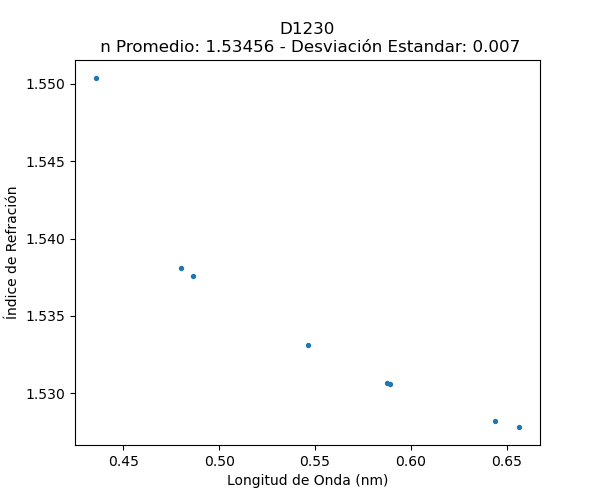 D1230
n Promedio: 1.53456 - Desviación Estandar: 0.007
1.550
1.545
1.540
1.535
1.530
Índice de Refración
0.45 0.50 0.55 0.60 0.65
Longitud de Onda (nm)